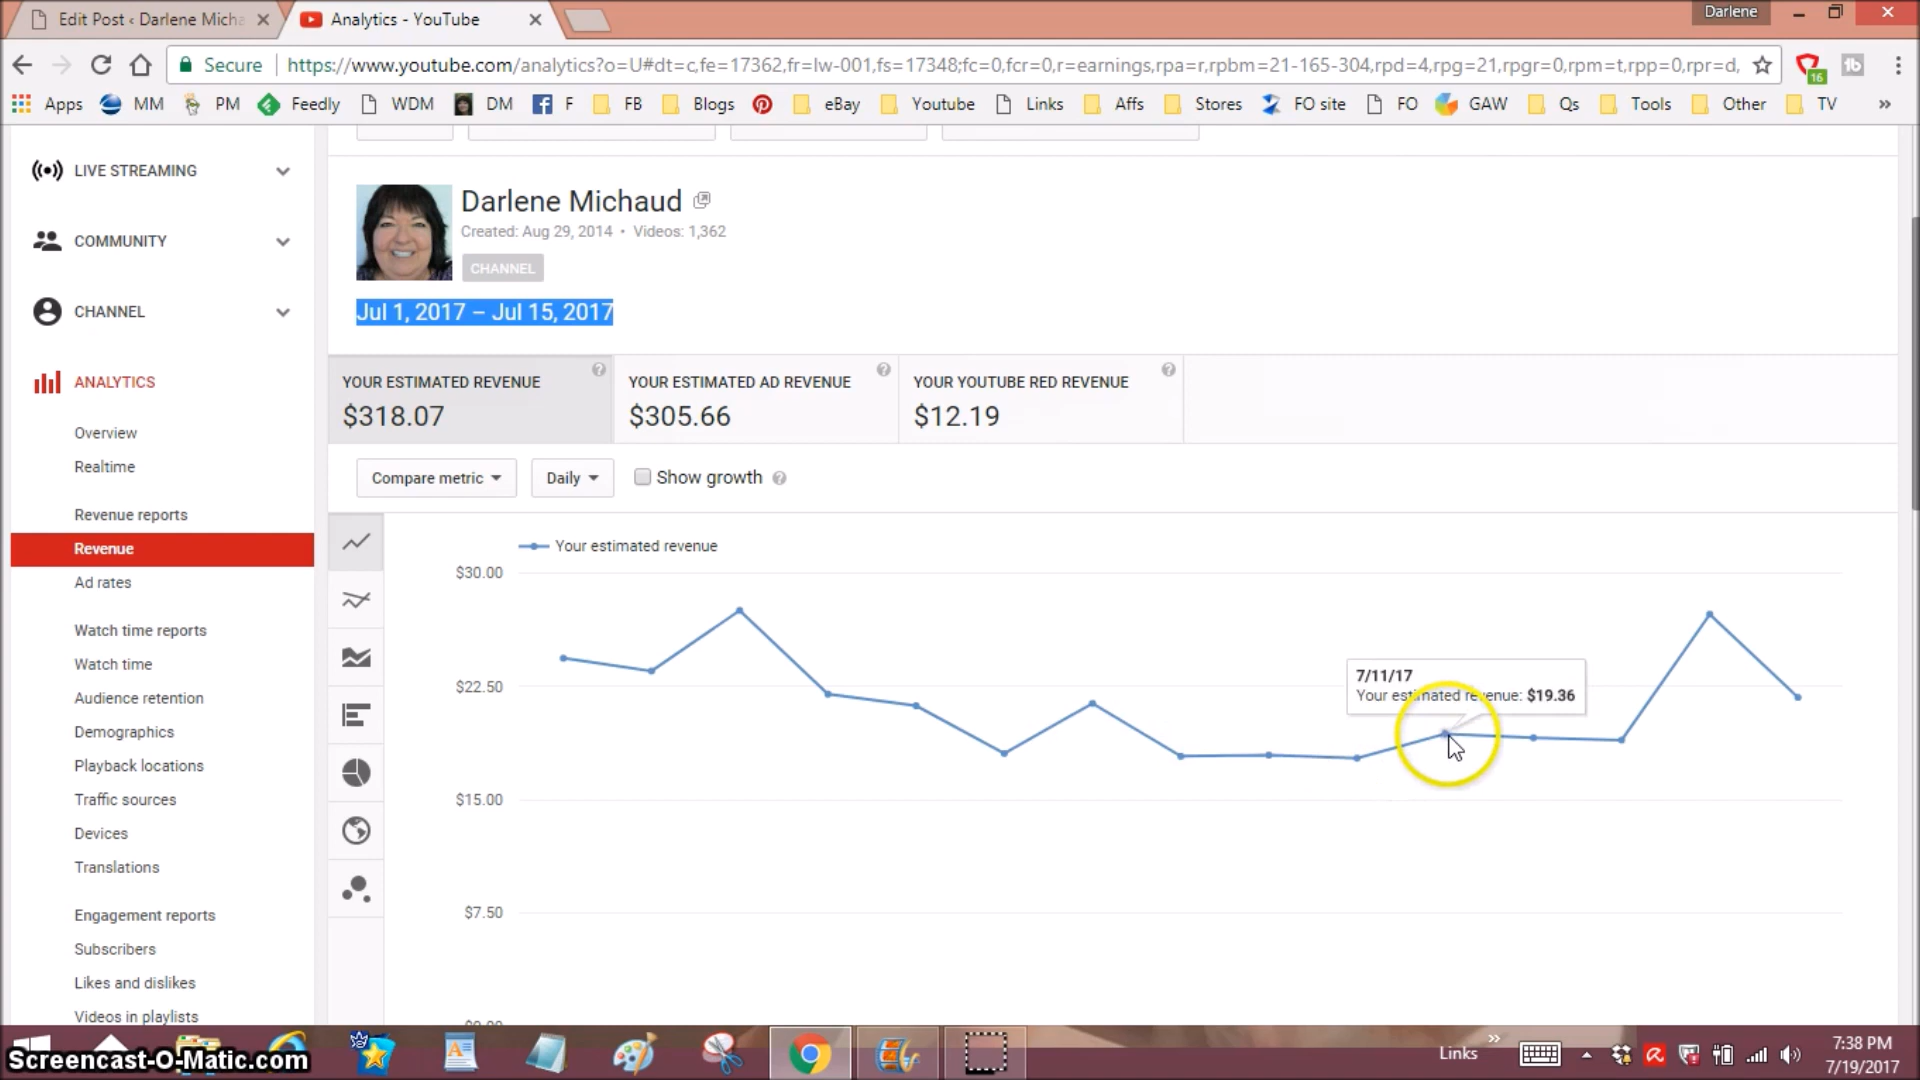 Edit Post ‹ Darlene Micha
Analytics - YouTube
Darlene
Secure
https://www.youtube.com/analytics?o=U#dt=c,fe=17362,fr=lw-001,fs=17348;fc=0,fcr=0,r=earnings,rpa=r,rpbm=21-165-304,rpd=4,rpg=21,rpgr=0,rpm=t,rpp=0,rpr=d,
16
Apps MM PM Feedly WDM DM F FB Blogs eBay Youtube Links Affs Stores FO site FO GAW Qs Tools Other TV »
LIVE STREAMING
COMMUNITY
CHANNEL
ANALYTICS
Overview
Realtime
Revenue reports
Revenue
Ad rates
Watch time reports
Watch time
Audience retention
Demographics
Playback locations
Traffic sources
Devices
Translations
Engagement reports
Subscribers
Likes and dislikes
Videos in playlists
Darlene Michaud
Created: Aug 29, 2014 • Videos: 1,362
CHANNEL
Jul 1, 2017 – Jul 15, 2017
YOUR ESTIMATED REVENUE
$318.07
YOUR ESTIMATED AD REVENUE
$305.66
YOUR YOUTUBE RED REVENUE
$12.19
Compare metric
Daily
Show growth
Your estimated revenue
$30.00
$22.50
$15.00
$7.50
7/11/17
Your estimated revenue: $19.36
Screencast-O-Matic.com
Links
7:38 PM
7/19/2017